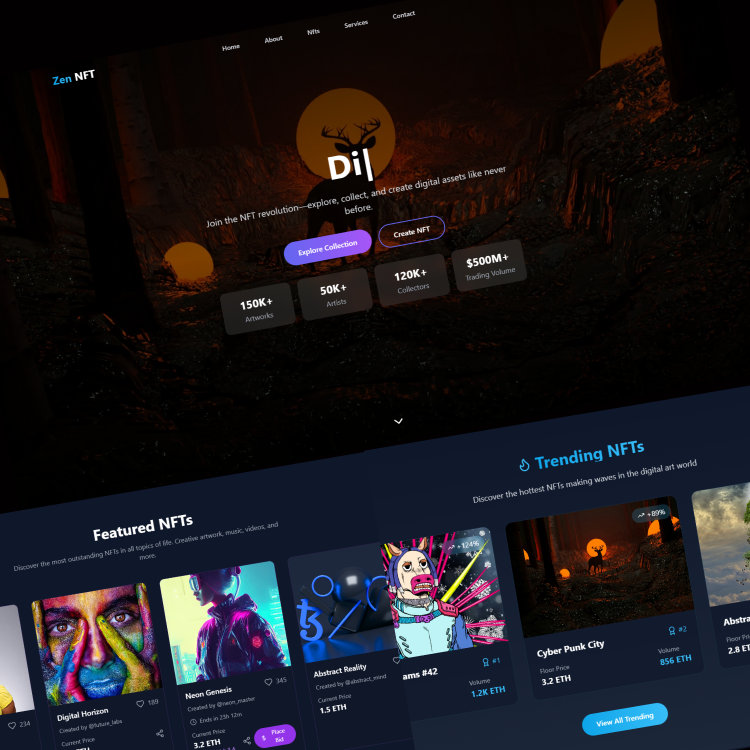 Home About Nfts Services Contact
Zen NFT
Di
Join the NFT revolution—explore, collect, and create digital assets like never
before.
Explore Collection Create NFT
150K+ 50K+ 120K+ $500M+
Artworks Artists Collectors Trading Volume
Trending NFTs
Discover the hottest NFTs making waves in the digital art world
Featured NFTs
Discover the most outstanding NFTs in all topics of life. Creative artwork, music, videos, and
more.
234
Digital Horizon 189
Created by @future_labs
Current Price
Neon Genesis 345
Created by @neon_master
Ends in 23h 12m
Current Price
3.2 ETH
$ Place
Bid
Abstract Reality
Created by @abstract_mind
Current Price
1.5 ETH
+124%
ams #42 #1
Volume
1.2K ETH
+89%
Cyber Punk City #2
Floor Price Volume
3.2 ETH 856 ETH
Abstra
Floor Pri
2.8 ET
View All Trending